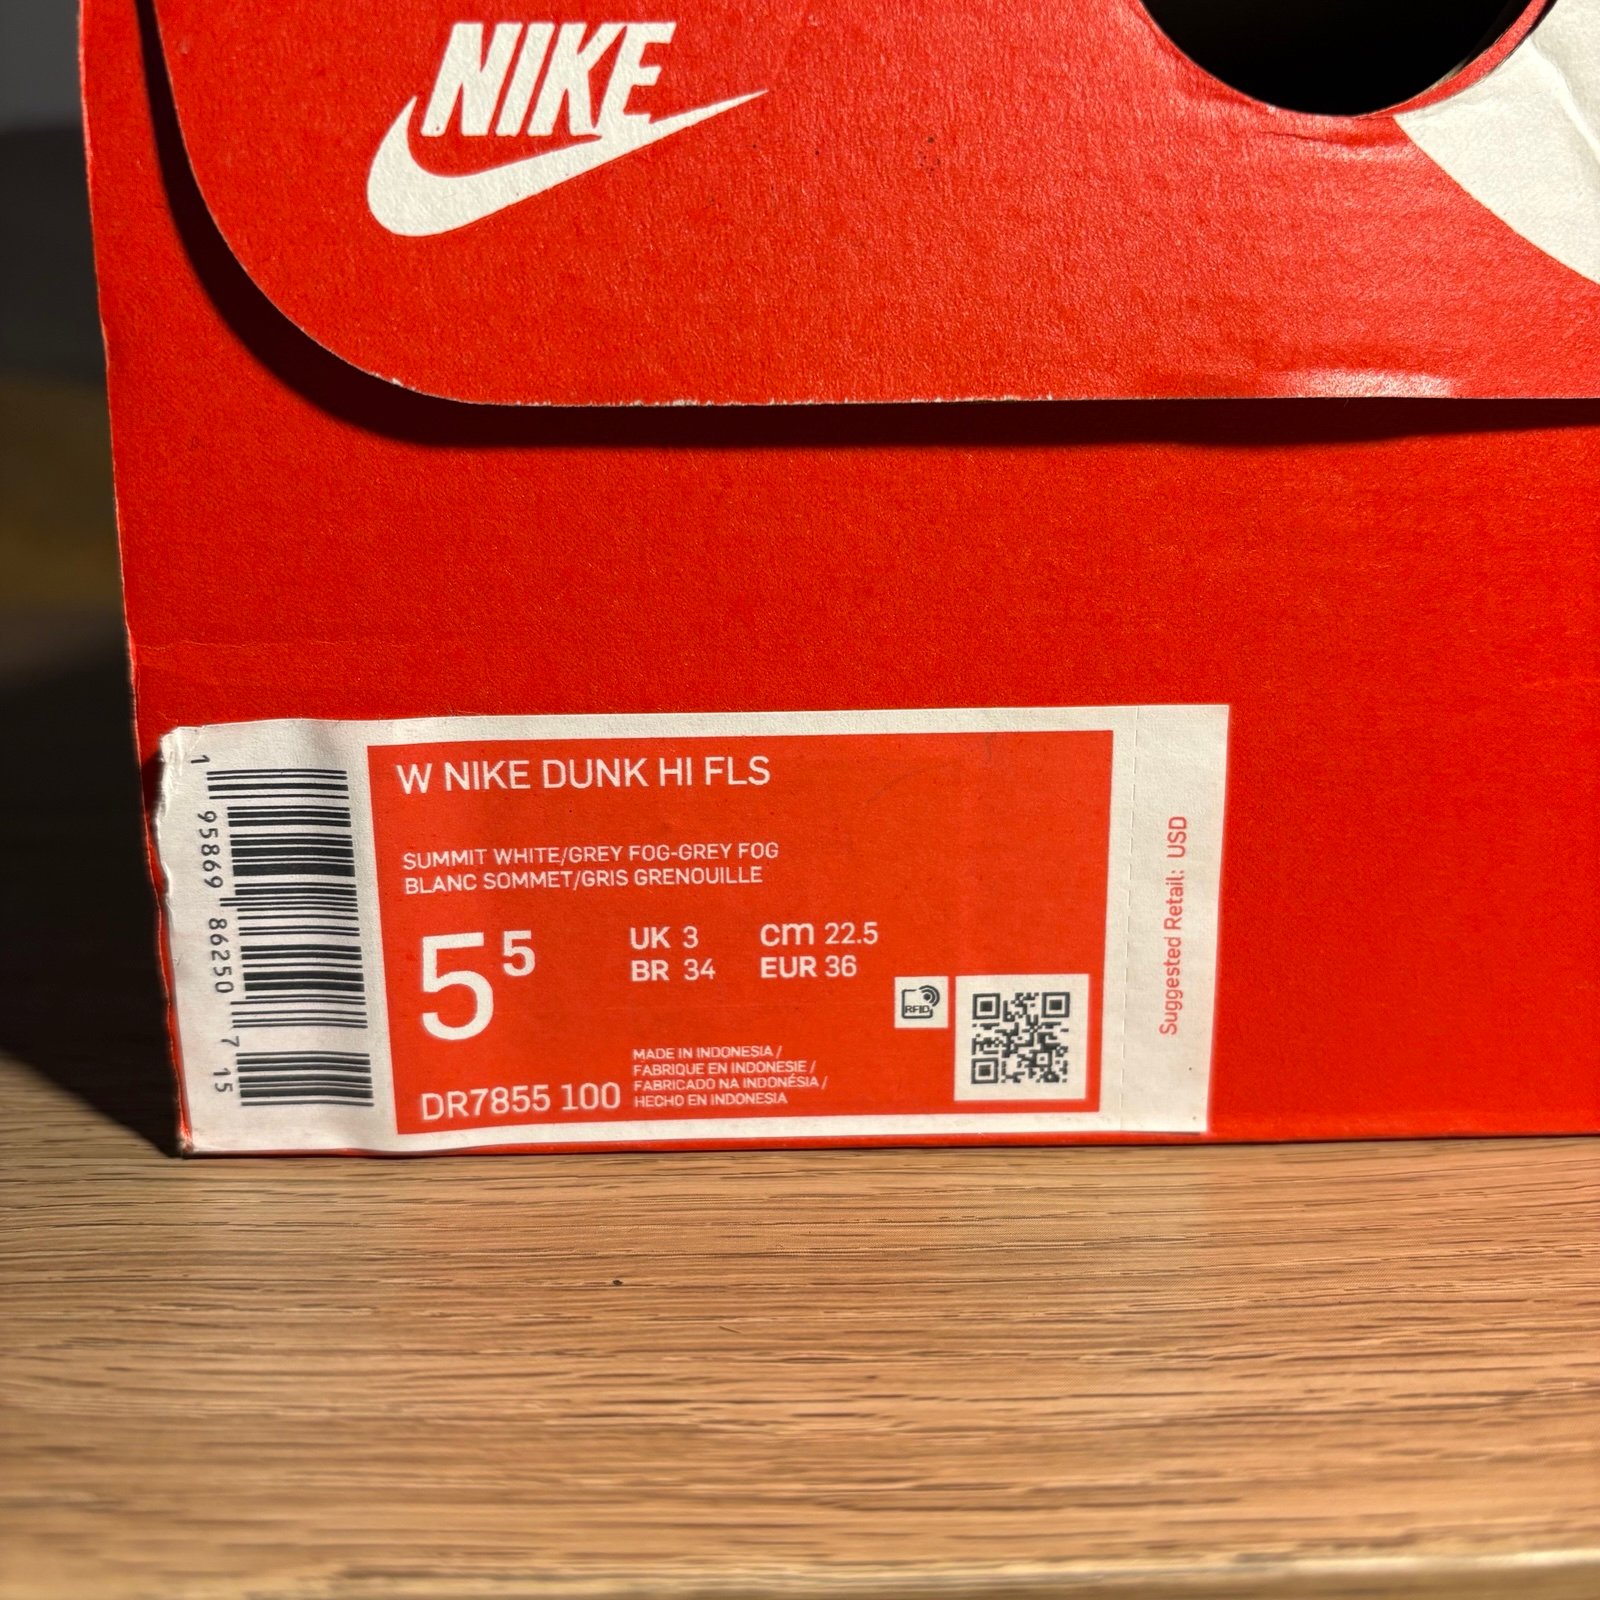 NIKE
W NIKE DUNK HI FLS
SUMMIT WHITE/GREY FOG-GREY FOG
BLANC SOMMET/GRIS GRENOUILLE
5 5
UK 3
cm 22.5
BR 34
EUR 36
RFID
MADE IN INDONESIA /
FABRIQUE EN INDONESIE /
FABRICADO NA INDONÉSIA /
HECHO EN INDONESIA
DR7855 100
1 95869 86250 7 15
Suggested Retail: USD